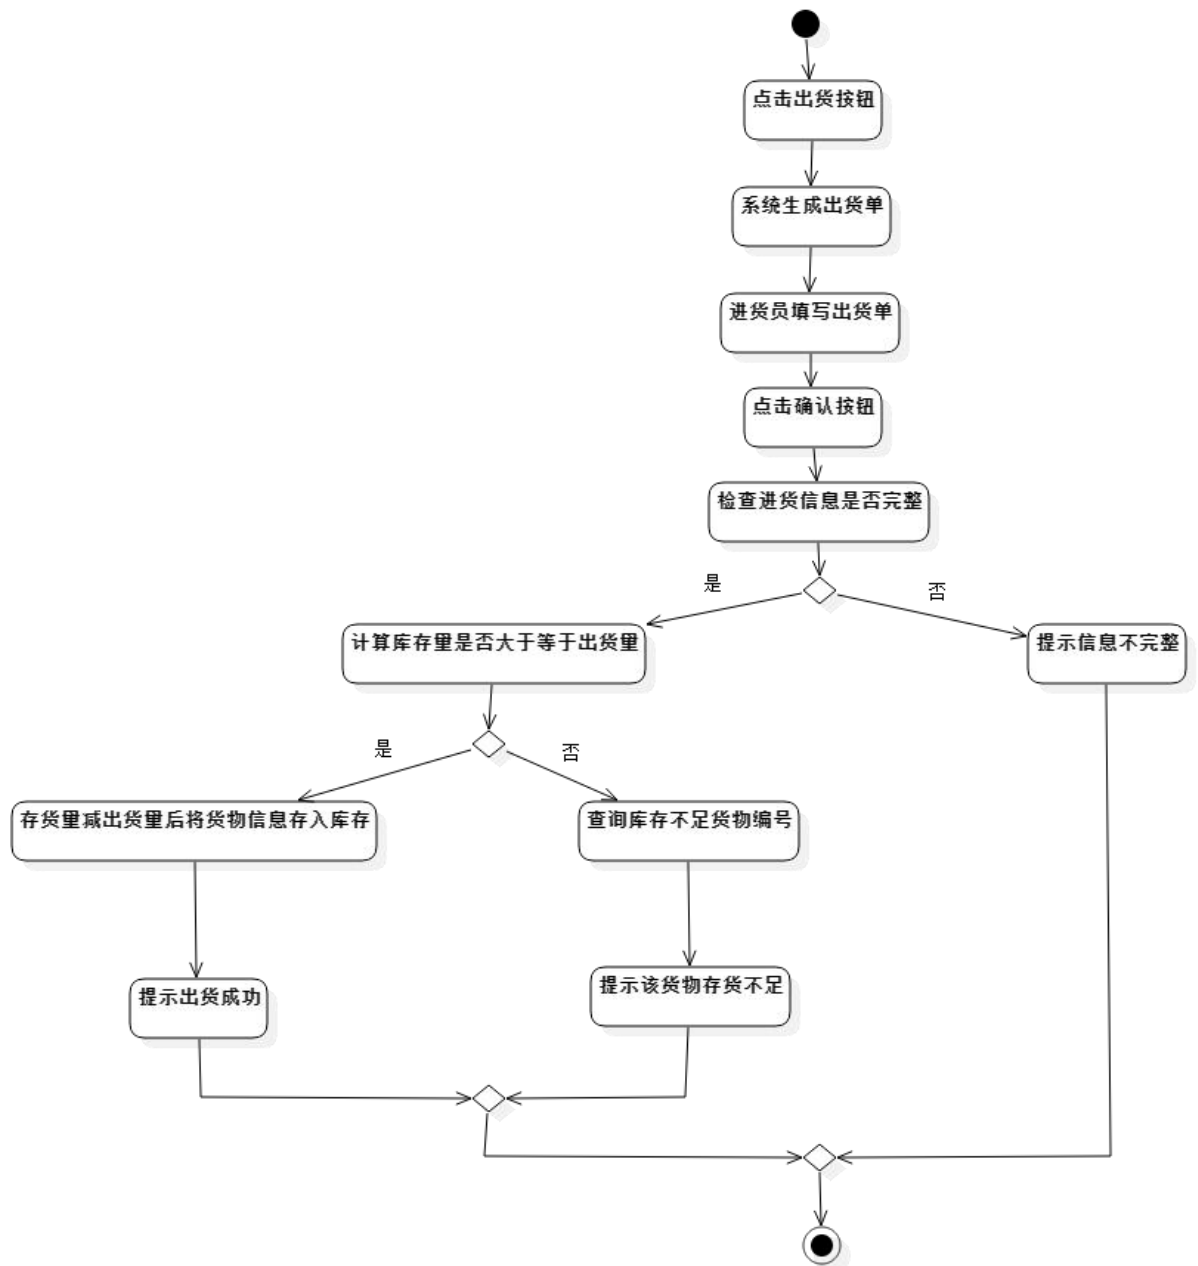 点击出货按钮
系统生成出货单
进货员填写出货单
点击确认按钮
检查进货信息是否完整
是
否
计算库存量是否大于等于出货量
提示信息不完整
是
否
存货量减出货量后将货物信息存入库存
查询库存不足货物编号
提示出货成功
提示该货物存货不足